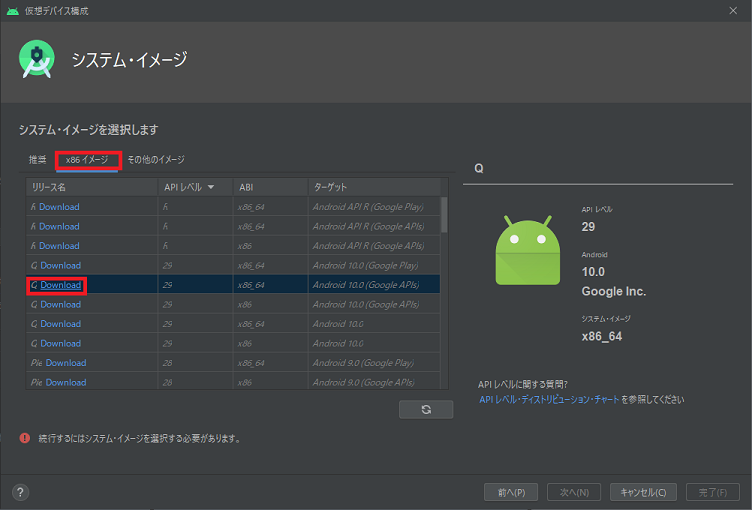 仮想デバイス構成
システム・イメージ
システム・イメージを選択します
推奨 x86 イメージ その他のイメージ
リリース名 API レベル ABI ターゲット
R Download R x86_64 Android API R (Google Play)
R Download R x86_64 Android API R (Google APIs)
R Download R x86 Android API R (Google APIs)
Q Download 29 x86_64 Android 10.0 (Google Play)
Q Download 29 x86_64 Android 10.0 (Google APIs)
Q Download 29 x86 Android 10.0 (Google APIs)
Q Download 29 x86_64 Android 10.0
Q Download 29 x86 Android 10.0
Pie Download 28 x86_64 Android 9.0 (Google Play)
Pie Download 28 x86 Android 9.0 (Google APIs)
Q
API レベル
29
Android
10.0
Google Inc.
システム・イメージ
x86_64
API レベルに関する質問?
API レベル・ディストリビューション・チャート を参照してください
続行するにはシステム・イメージを選択する必要があります。
? 前へ(P) 次へ(N) キャンセル(C) 完了(F)